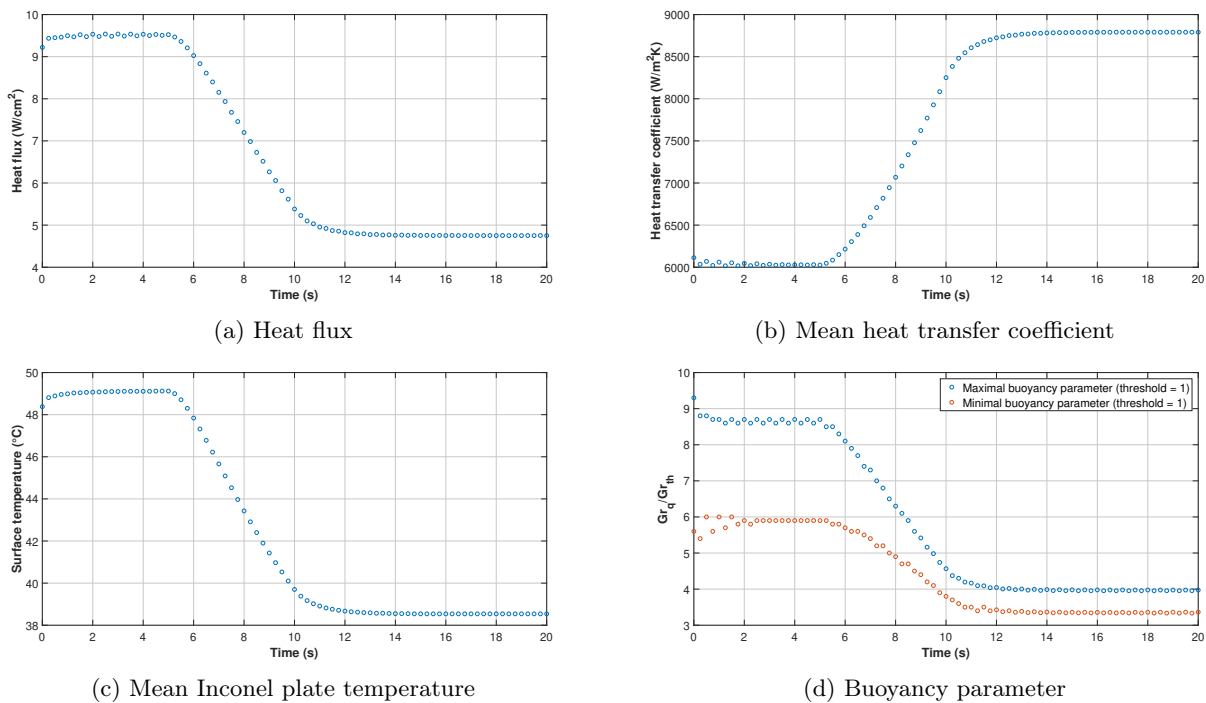 10
9
8
7
6
5
4
Heat flux (W/cm²)
0 2 4 6 8 10 12 14 16 18 20
Time (s)
(a) Heat flux
9000
8500
8000
7500
7000
6500
6000
Heat transfer coefficient (W/m²K)
0 2 4 6 8 10 12 14 16 18 20
Time (s)
(b) Mean heat transfer coefficient
50
48
46
44
42
40
38
Surface temperature (°C)
0 2 4 6 8 10 12 14 16 18 20
Time (s)
(c) Mean Inconel plate temperature
10
9
8
7
6
5
4
3
Gr_q/Gr_th
Maximal buoyancy parameter (threshold = 1)
Minimal buoyancy parameter (threshold = 1)
0 2 4 6 8 10 12 14 16 18 20
Time (s)
(d) Buoyancy parameter